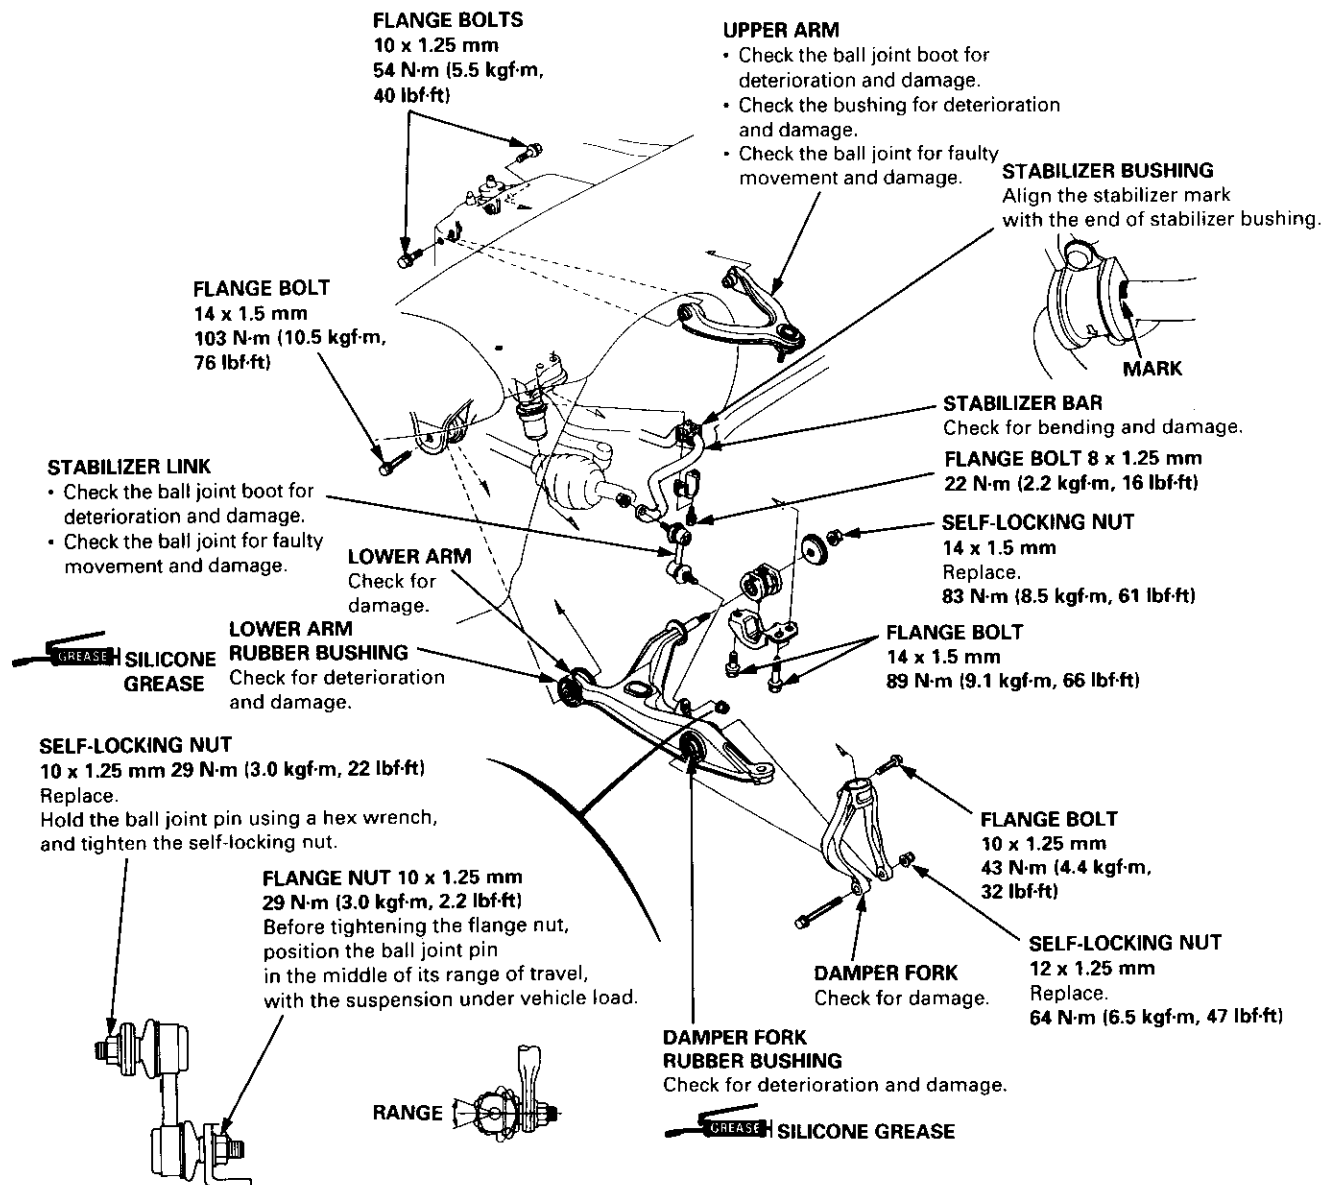 FLANGE BOLTS
10 x 1.25 mm
54 N·m (5.5 kgf·m,
40 lbf·ft)
UPPER ARM
• Check the ball joint boot for
deterioration and damage.
• Check the bushing for deterioration
and damage.
• Check the ball joint for faulty
movement and damage.
STABILIZER BUSHING
Align the stabilizer mark
with the end of stabilizer bushing.
MARK
FLANGE BOLT
14 x 1.5 mm
103 N·m (10.5 kgf·m,
76 lbf·ft)
STABILIZER BAR
Check for bending and damage.
FLANGE BOLT 8 x 1.25 mm
22 N·m (2.2 kgf·m, 16 lbf·ft)
STABILIZER LINK
• Check the ball joint boot for
deterioration and damage.
• Check the ball joint for faulty
movement and damage.
SELF-LOCKING NUT
14 x 1.5 mm
Replace.
83 N·m (8.5 kgf·m, 61 lbf·ft)
LOWER ARM
Check for
damage.
FLANGE BOLT
14 x 1.5 mm
89 N·m (9.1 kgf·m, 66 lbf·ft)
LOWER ARM
RUBBER BUSHING
Check for deterioration
and damage.
GREASE SILICONE
GREASE
SELF-LOCKING NUT
10 x 1.25 mm 29 N·m (3.0 kgf·m, 22 lbf·ft)
Replace.
Hold the ball joint pin using a hex wrench,
and tighten the self-locking nut.
FLANGE NUT 10 x 1.25 mm
29 N·m (3.0 kgf·m, 2.2 lbf·ft)
Before tightening the flange nut,
position the ball joint pin
in the middle of its range of travel,
with the suspension under vehicle load.
FLANGE BOLT
10 x 1.25 mm
43 N·m (4.4 kgf·m,
32 lbf·ft)
SELF-LOCKING NUT
12 x 1.25 mm
Replace.
64 N·m (6.5 kgf·m, 47 lbf·ft)
DAMPER FORK
Check for damage.
DAMPER FORK
RUBBER BUSHING
Check for deterioration and damage.
GREASE SILICONE GREASE
RANGE